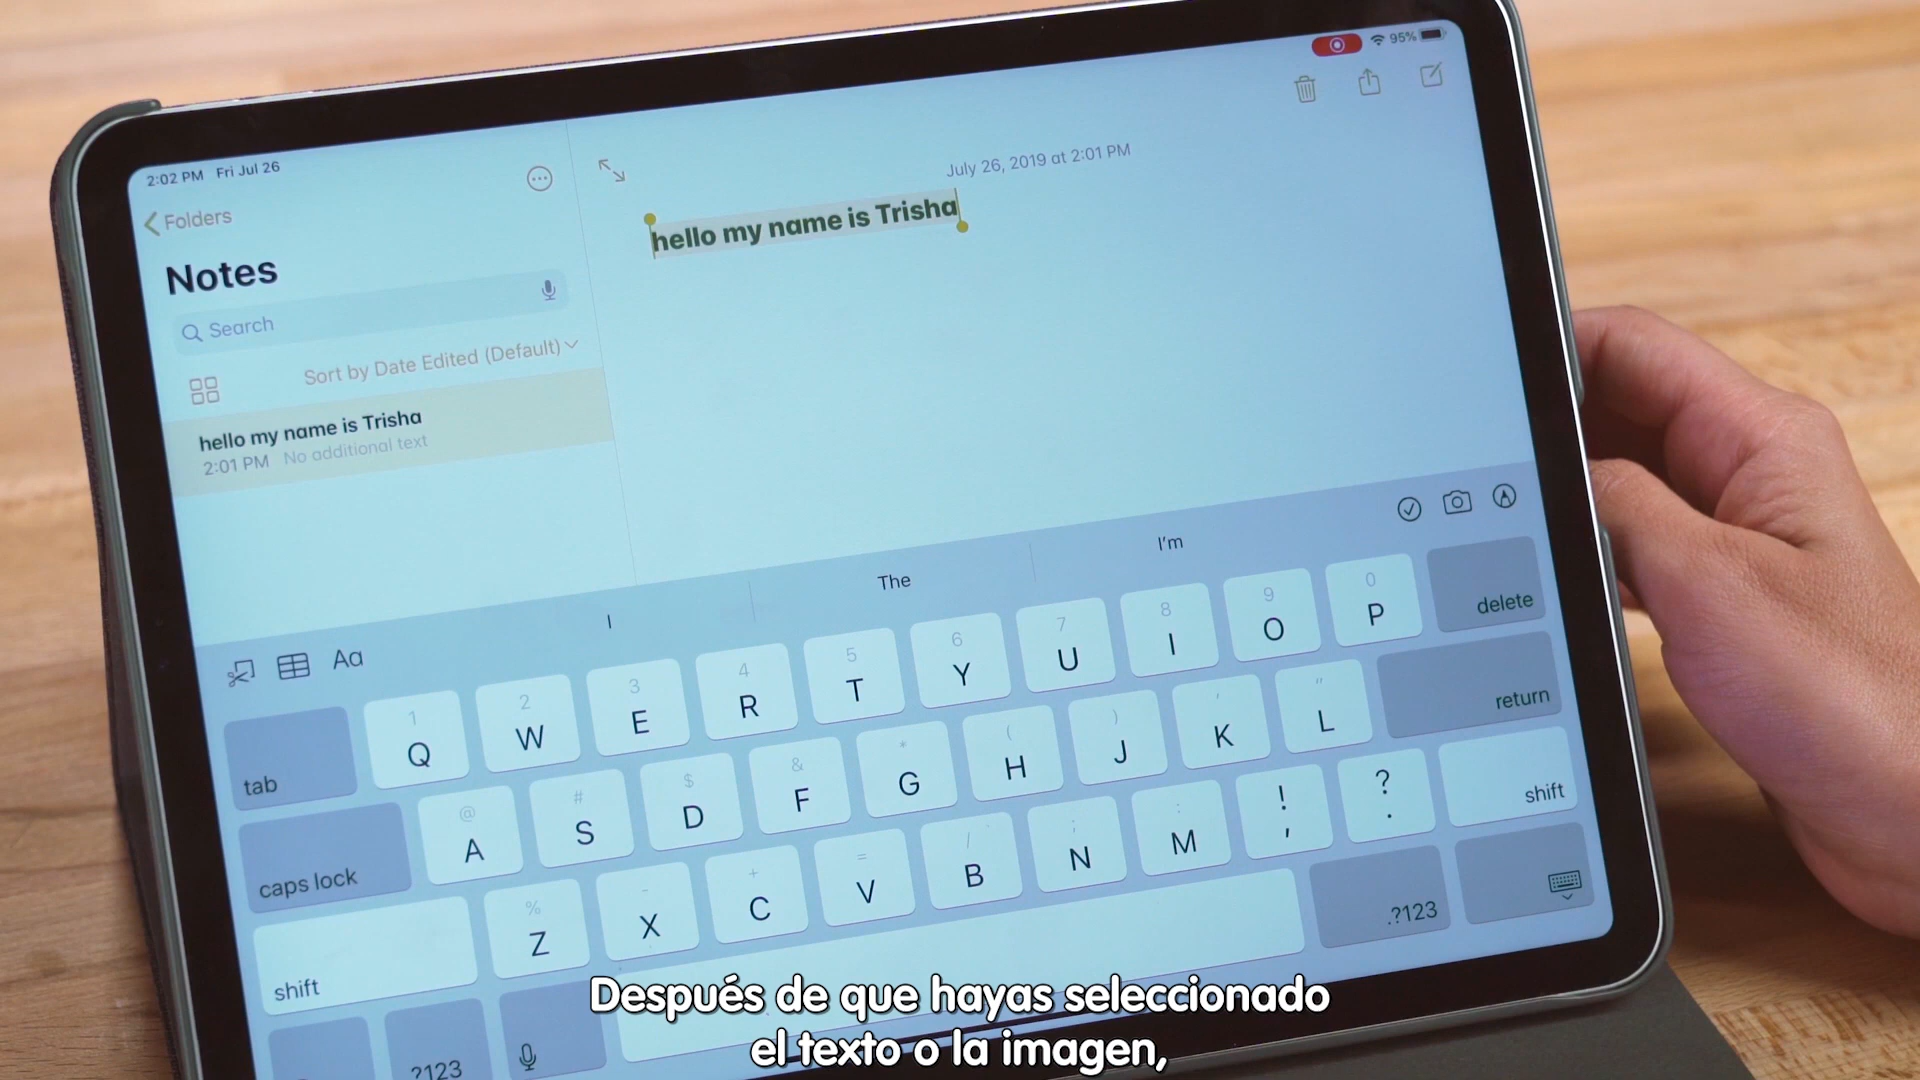 2:02 PM Fri Jul 26
95%
Folders
Notes
Search
Sort by Date Edited (Default)
hello my name is Trisha
2:01 PM No additional text
July 26, 2019 at 2:01 PM
hello my name is Trisha
Aa
I
The
I'm
1 2 3 4 5 6 7 8 9 0
tab Q W E R T Y U I O P delete
@ # $ & * ( ) ' "
caps lock A S D F G H J K L return
% - + = / ; : ! ?
shift Z X C V B N M , . shift
.?123 .?123
Después de que hayas seleccionado
el texto o la imagen,